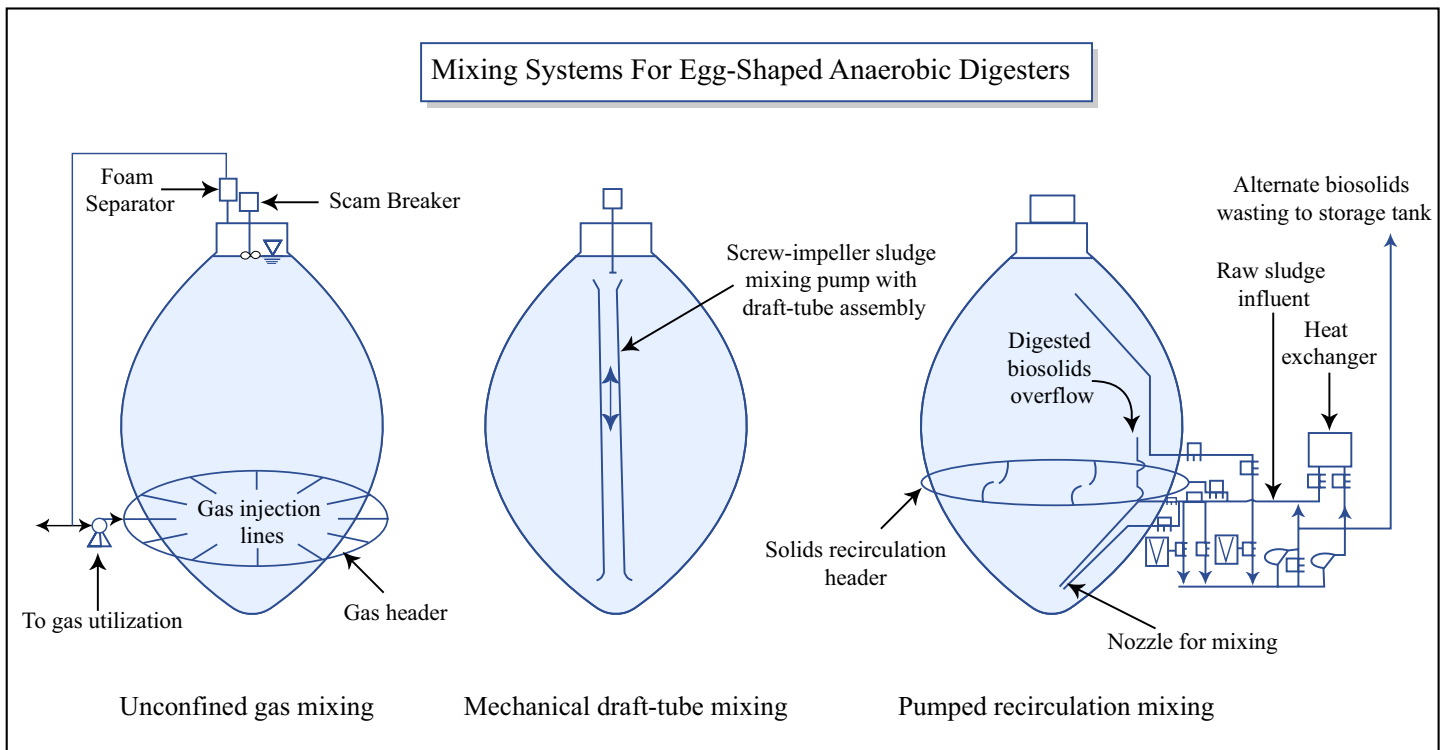 Mixing Systems For Egg-Shaped Anaerobic Digesters
Foam
Separator
Scam Breaker
Gas injection
lines
To gas utilization
Gas header
Unconfined gas mixing
Screw-impeller sludge
mixing pump with
draft-tube assembly
Mechanical draft-tube mixing
Alternate biosolids
wasting to storage tank
Raw sludge
influent
Heat
exchanger
Digested
biosolids
overflow
Solids recirculation
header
Nozzle for mixing
Pumped recirculation mixing